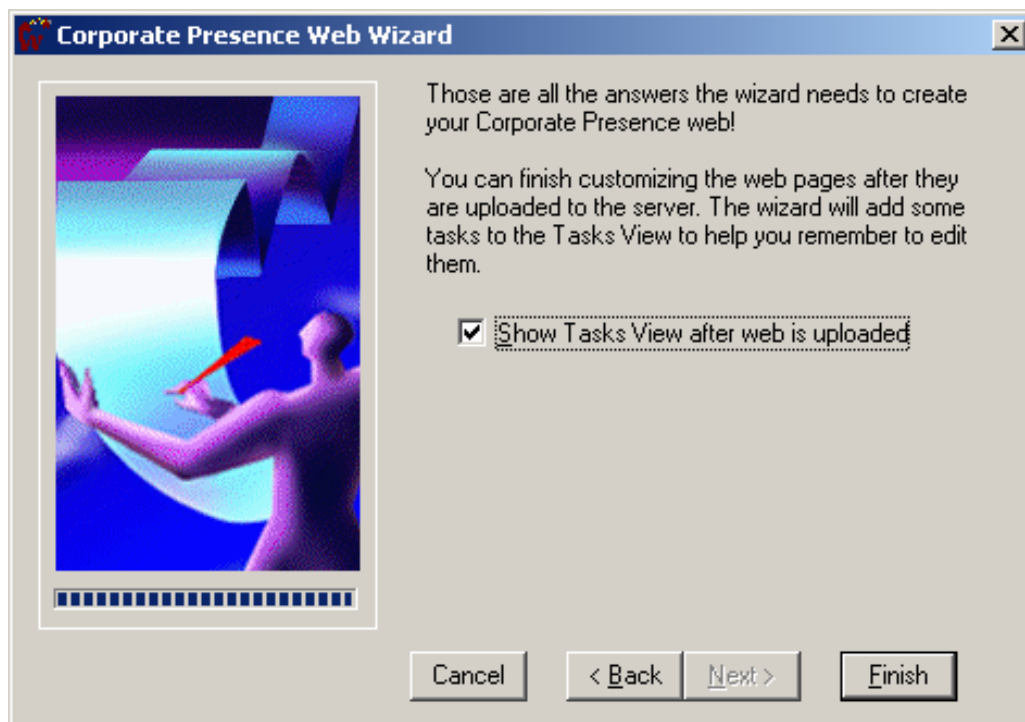 Corporate Presence Web Wizard
Those are all the answers the wizard needs to create
your Corporate Presence web!
You can finish customizing the web pages after they
are uploaded to the server. The wizard will add some
tasks to the Tasks View to help you remember to edit
them.
Show Tasks View after web is uploaded
Cancel
< Back
Next >
Finish